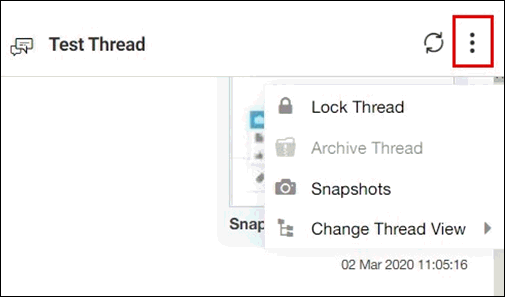 Test Thread
Lock Thread
Archive Thread
Snapshots
Change Thread View
Snap
02 Mar 2020 11:05:16